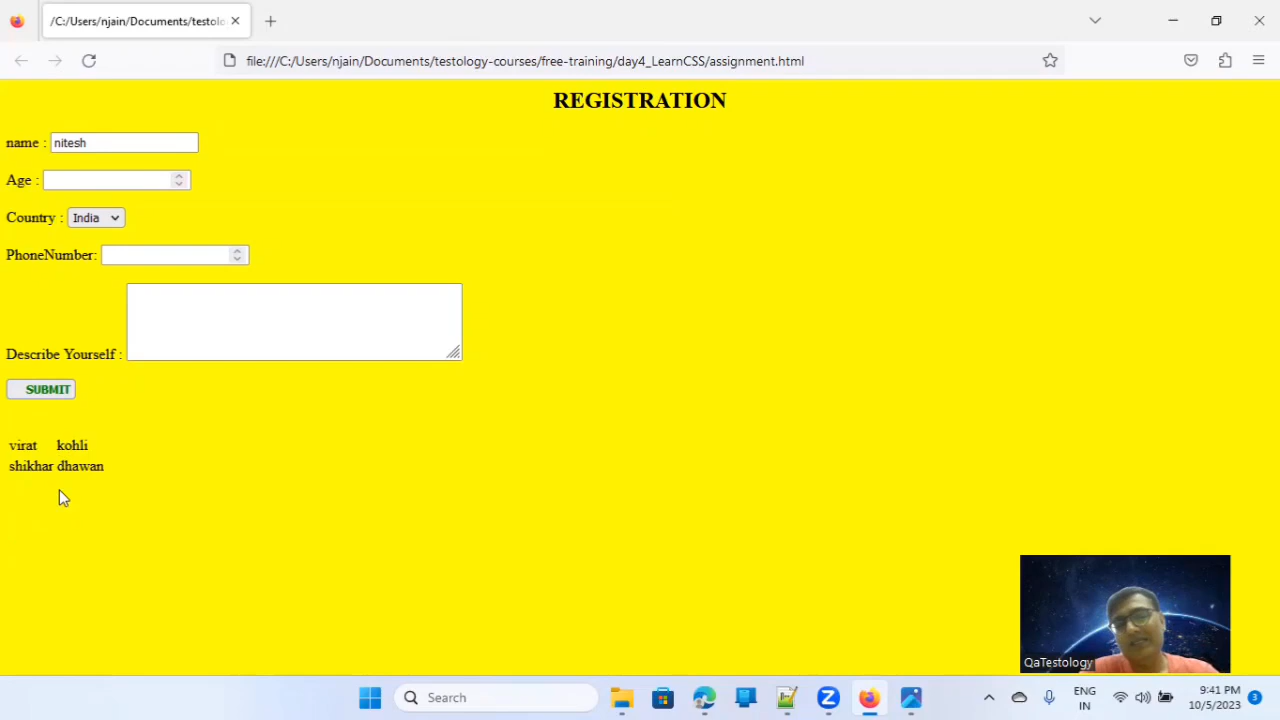 /C:/Users/njain/Documents/testolo
file:///C:/Users/njain/Documents/testology-courses/free-training/day4_LearnCSS/assignment.html
REGISTRATION
name : nitesh
Age :
Country : India
PhoneNumber:
Describe Yourself :
SUBMIT
virat kohli
shikhar dhawan
QaTestology
Search
ENG
IN
9:41 PM
10/5/2023
3